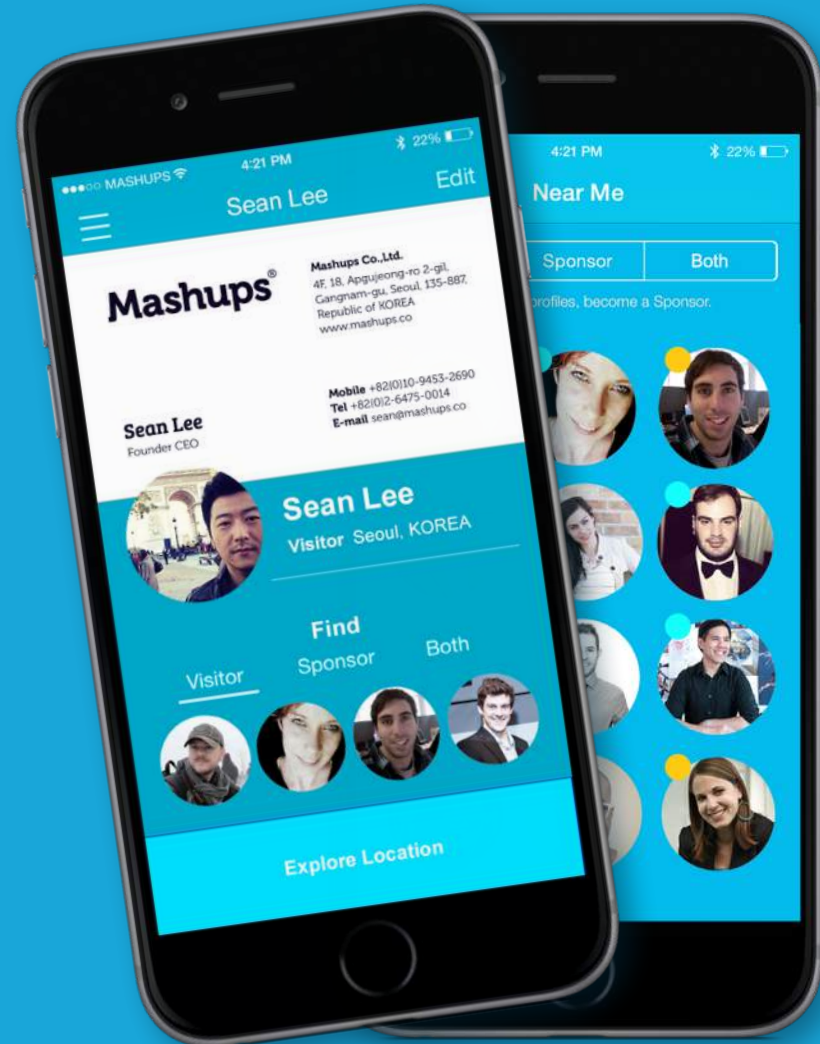 MASHUPS
4:21 PM
22%
Sean Lee
Edit
Mashups®
Mashups Co.,Ltd.
4F, 18, Apgujeong-ro 2-gil,
Gangnam-gu, Seoul, 135-887,
Republic of KOREA
www.mashups.co
Sean Lee
Founder CEO
Mobile +82(0)10-9453-2690
Tel +82(0)2-6475-0014
E-mail sean@mashups.co
Sean Lee
Visitor Seoul, KOREA
Find
Visitor
Sponsor
Both
Explore Location
4:21 PM
22%
Near Me
Sponsor
Both
profiles, become a Sponsor.